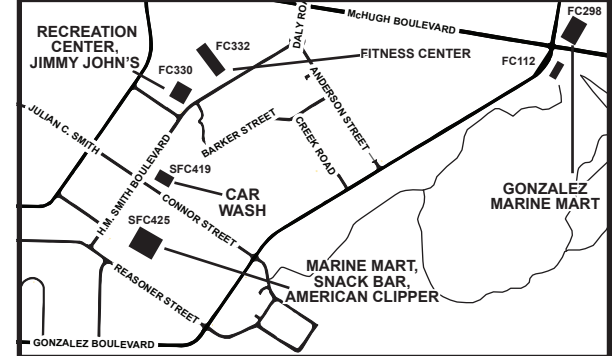 McHUGH BOULEVARD
FC298
RECREATION
CENTER,
JIMMY JOHN'S
FC332
DALY ROAD
FITNESS CENTER
FC330
FC112
ANDERSON STREET
JULIAN C. SMITH
BARKER STREET
CREEK ROAD
H.M. SMITH BOULEVARD
SFC419
CAR
WASH
CONNOR STREET
GONZALEZ
MARINE MART
SFC425
MARINE MART,
SNACK BAR,
AMERICAN CLIPPER
REASONER STREET
GONZALEZ BOULEVARD